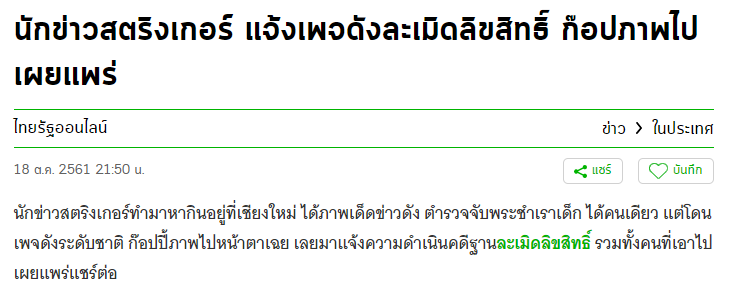 นักข่าวสตริงเกอร์ แจ้งเพจดังละเมิดลิขสิทธิ์ ก๊อปภาพไป
เผยแพร่
ไทยรัฐออนไลน์
ข่าว > ในประเทศ
18 ต.ค. 2561 21:50 น.
แชร์
บันทึก
นักข่าวสตริงเกอร์ทำมาหากินอยู่ที่เชียงใหม่ ได้ภาพเด็ดข่าวดัง ตำรวจจับพระชำเราเด็ก ได้คนเดียว แต่โดน
เพจดังระดับชาติ ก๊อปปี้ภาพไปหน้าตาเฉย เลยมาแจ้งความดำเนินคดีฐานละเมิดลิขสิทธิ์ รวมทั้งคนที่เอาไป
เผยแพร่แชร์ต่อ